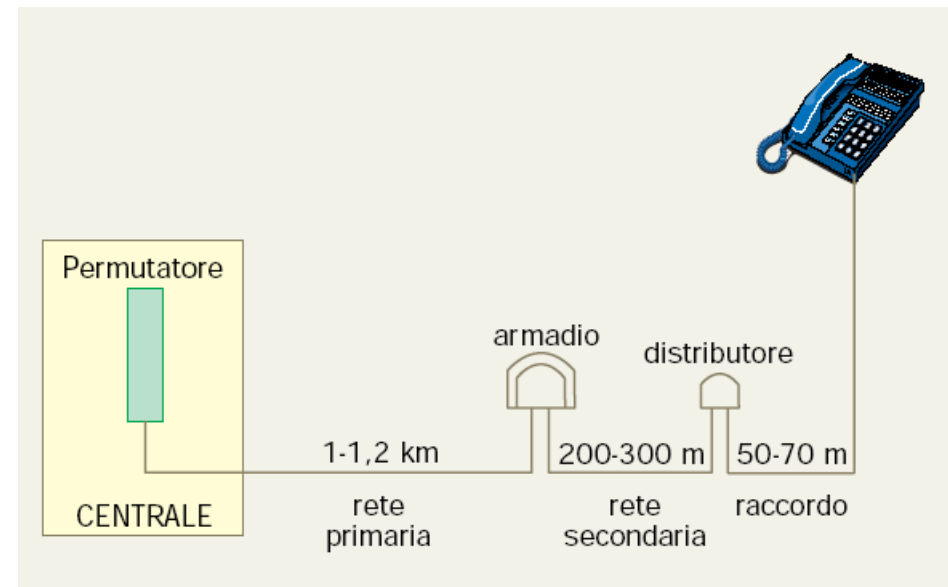 Permutatore
armadio
distributore
1-1,2 km
200-300 m
50-70 m
CENTRALE
rete
primaria
rete
secondaria
raccordo